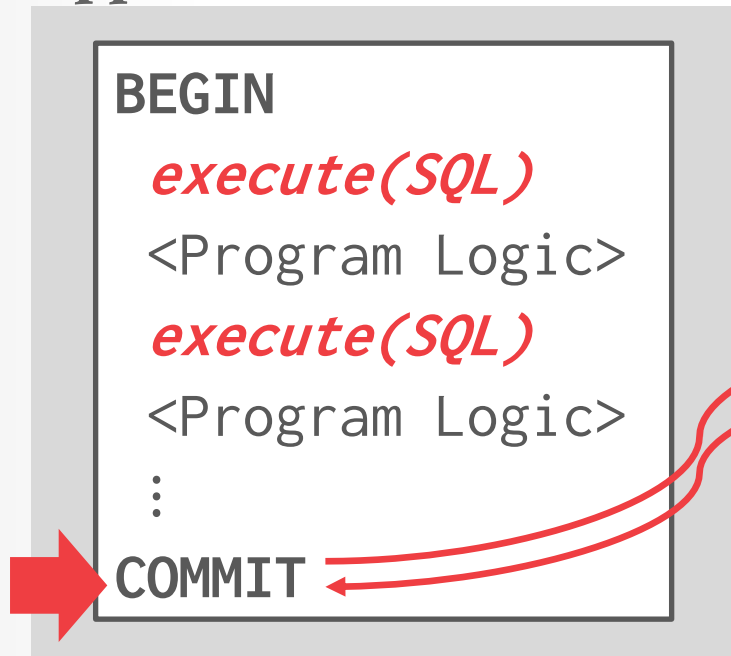 BEGIN
execute(SQL)
<Program Logic>
execute(SQL)
<Program Logic>
⋮
COMMIT